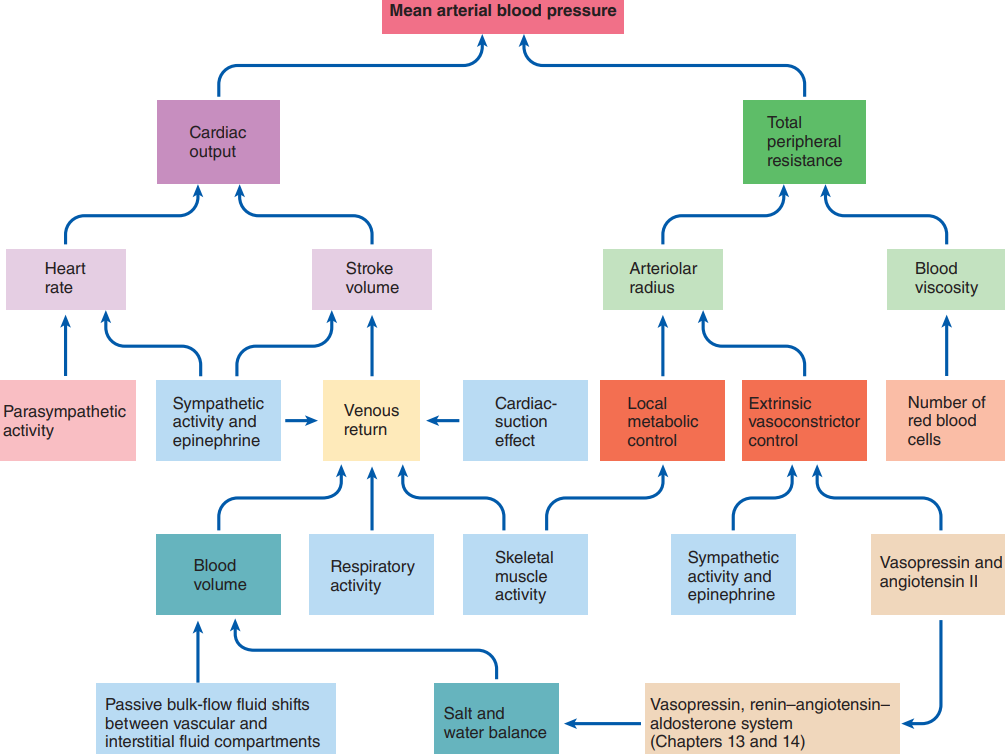 Mean arterial blood pressure
Cardiac
output
Total
peripheral
resistance
Heart
rate
Stroke
volume
Arteriolar
radius
Blood
viscosity
Parasympathetic
activity
Sympathetic
activity and
epinephrine
Venous
return
Cardiac-
suction
effect
Local
metabolic
control
Extrinsic
vasoconstrictor
control
Number of
red blood
cells
Blood
volume
Respiratory
activity
Skeletal
muscle
activity
Sympathetic
activity and
epinephrine
Vasopressin and
angiotensin II
Passive bulk-flow fluid shifts
between vascular and
interstitial fluid compartments
Salt and
water balance
Vasopressin, renin–angiotensin–
aldosterone system
(Chapters 13 and 14)